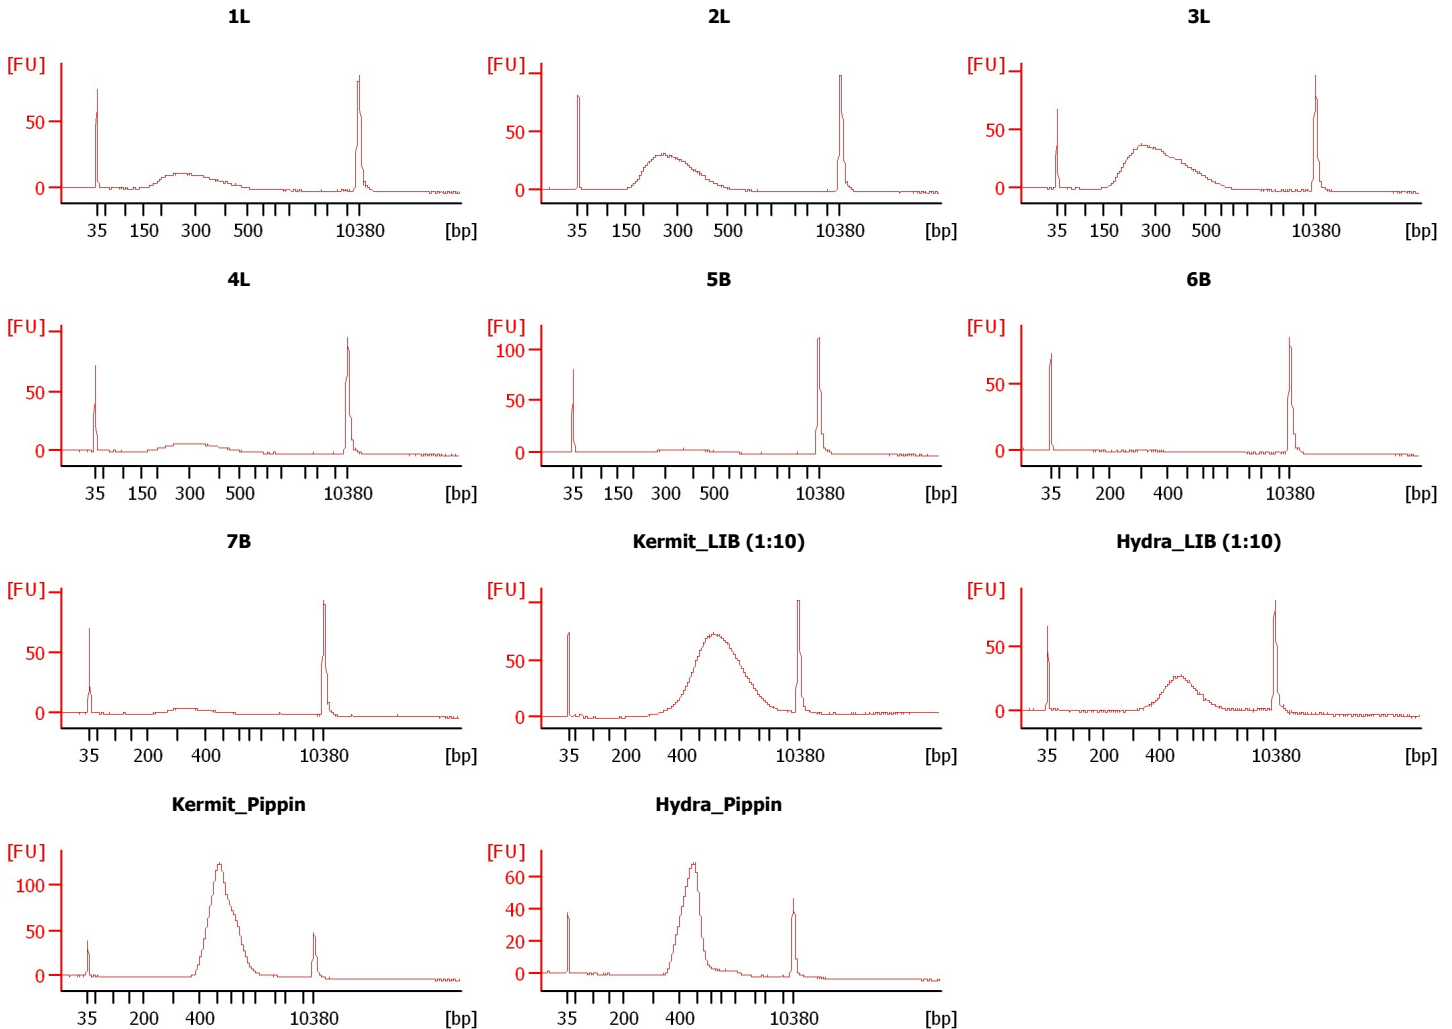 1L 2L 3L
[FU] [FU] [FU]
50 50 50
0 0 0
35 150 300 500 10380 [bp] 35 150 300 500 10380 [bp] 35 150 300 500 10380 [bp]
4L 5B 6B
[FU] [FU] [FU]
100
50 50 50
0 0 0
35 150 300 500 10380 [bp] 35 150 300 500 10380 [bp] 35 200 400 10380 [bp]
7B Kermit_LIB (1:10) Hydra_LIB (1:10)
[FU] [FU] [FU]
50 50 50
0 0 0
35 200 400 10380 [bp] 35 200 400 10380 [bp] 35 200 400 10380 [bp]
Kermit_Pippin Hydra_Pippin
[FU] [FU]
100 60
50 40
20
0 0
35 200 400 10380 [bp] 35 200 400 10380 [bp]